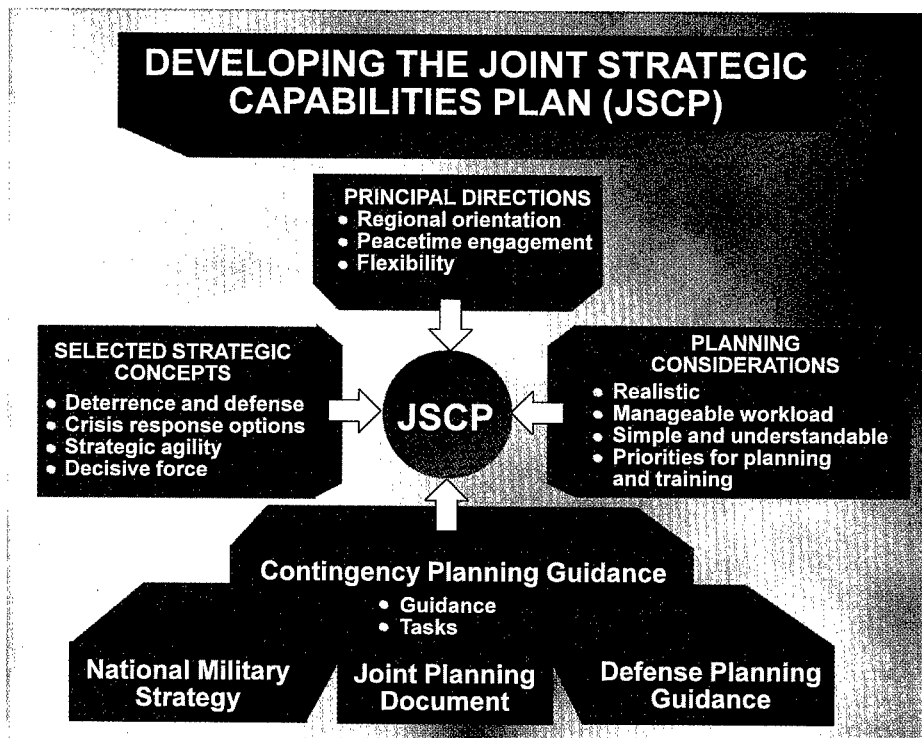 DEVELOPING THE JOINT STRATEGIC
CAPABILITIES PLAN (JSCP)
PRINCIPAL DIRECTIONS
● Regional orientation
● Peacetime engagement
● Flexibility
SELECTED STRATEGIC
CONCEPTS
● Deterrence and defense
● Crisis response options
● Strategic agility
● Decisive force
JSCP
PLANNING
CONSIDERATIONS
● Realistic
● Manageable workload
● Simple and understandable
● Priorities for planning
and training
Contingency Planning Guidance
● Guidance
● Tasks
National Military
Strategy
Joint Planning
Document
Defense Planning
Guidance